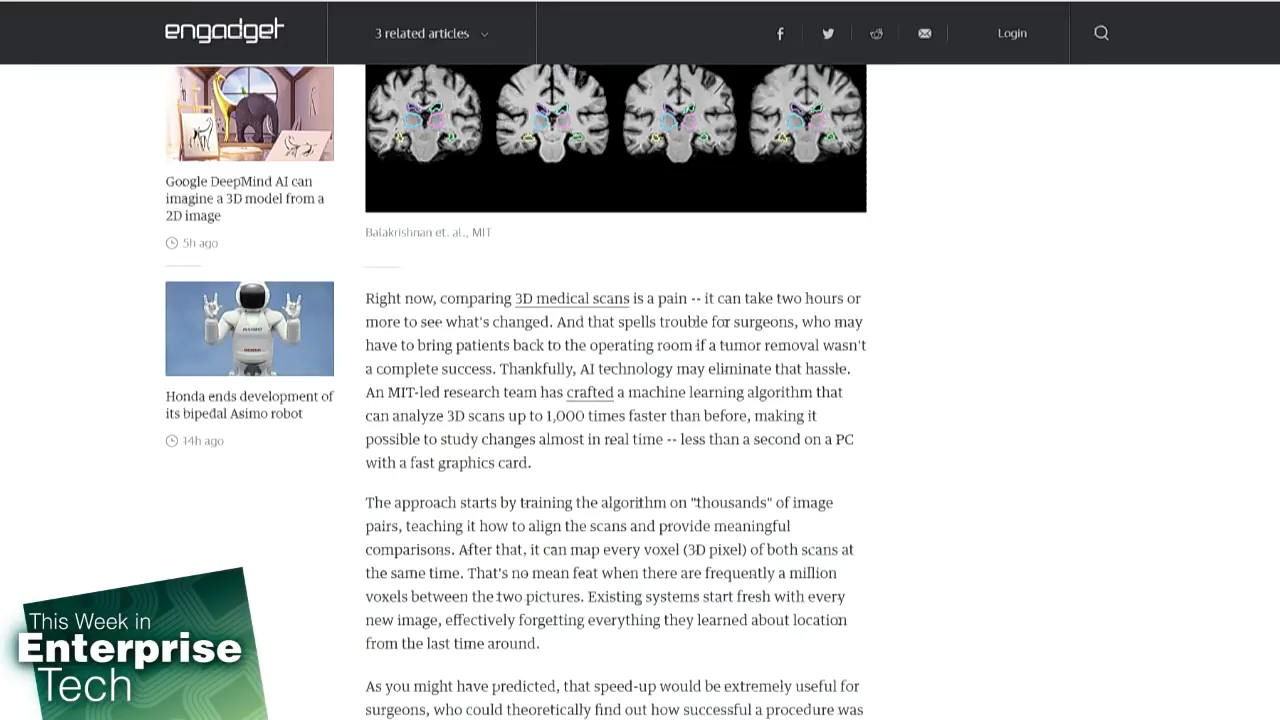 engadget
3 related articles
Login
Google DeepMind AI can
imagine a 3D model from a
2D image
5h ago
Honda ends development of
its bipedal Asimo robot
14h ago
Balakrishnan et. al., MIT
Right now, comparing 3D medical scans is a pain -- it can take two hours or
more to see what's changed. And that spells trouble for surgeons, who may
have to bring patients back to the operating room if a tumor removal wasn't
a complete success. Thankfully, AI technology may eliminate that hassle.
An MIT-led research team has crafted a machine learning algorithm that
can analyze 3D scans up to 1,000 times faster than before, making it
possible to study changes almost in real time -- less than a second on a PC
with a fast graphics card.
The approach starts by training the algorithm on "thousands" of image
pairs, teaching it how to align the scans and provide meaningful
comparisons. After that, it can map every voxel (3D pixel) of both scans at
the same time. That's no mean feat when there are frequently a million
voxels between the two pictures. Existing systems start fresh with every
new image, effectively forgetting everything they learned about location
from the last time around.
As you might have predicted, that speed-up would be extremely useful for
surgeons, who could theoretically find out how successful a procedure was
This Week in
Enterprise
Tech